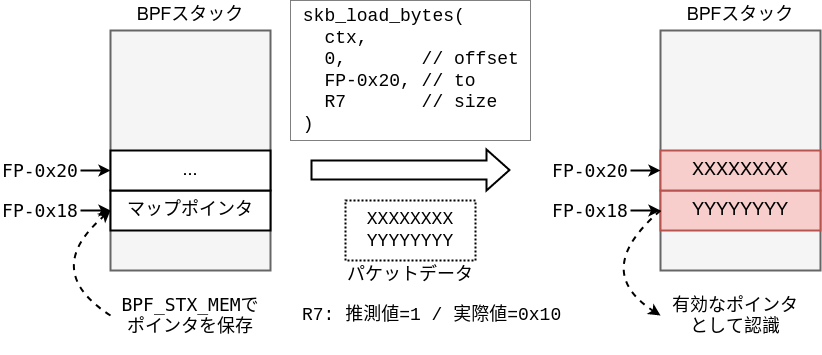 BPFスタック
FP-0x20
...
FP-0x18
マップポインタ
BPF_STX_MEMで
ポインタを保存
skb_load_bytes(
  ctx,
  0,       // offset
  FP-0x20, // to
  R7       // size
)
XXXXXXXX
YYYYYYYY
パケットデータ
R7: 推測値=1 / 実際値=0x10
BPFスタック
FP-0x20
XXXXXXXX
FP-0x18
YYYYYYYY
有効なポインタ
として認識